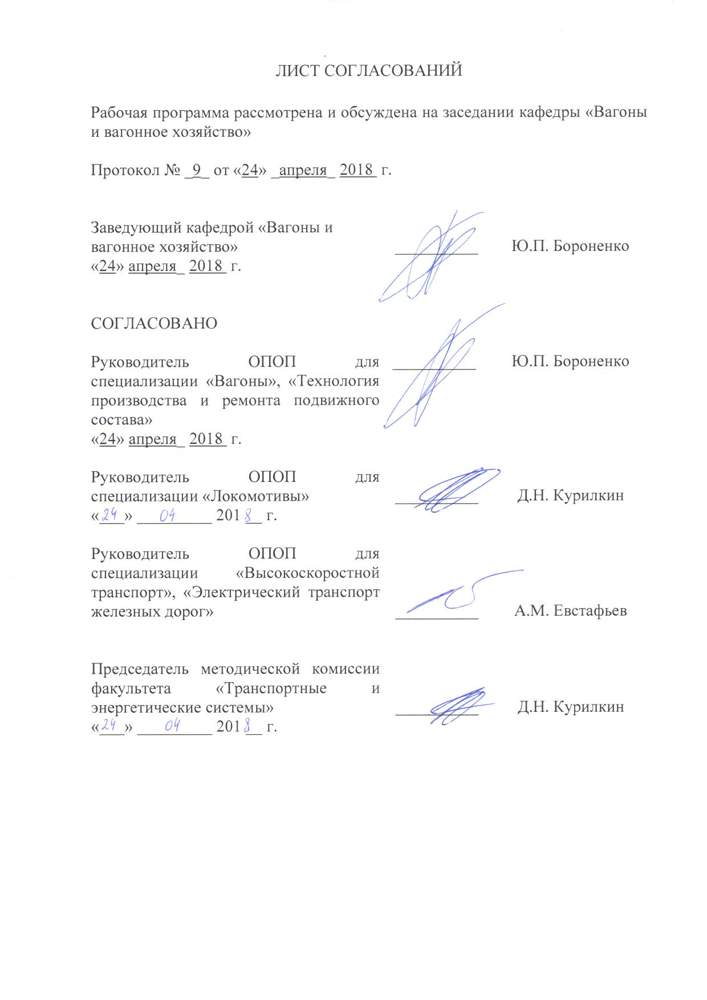 ЛИСТ СОГЛАСОВАНИЙ
Рабочая программа рассмотрена и обсуждена на заседании кафедры «Вагоны
и вагонное хозяйство»
Протокол № _9_ от «24» _апреля_ 2018 г.
Заведующий кафедрой «Вагоны и
вагонное хозяйство» __________ Ю.П. Бороненко
«24» апреля_ 2018 г.
СОГЛАСОВАНО
Руководитель ОПОП для __________ Ю.П. Бороненко
специализации «Вагоны», «Технология
производства и ремонта подвижного
состава»
«24» апреля_ 2018 г.
Руководитель ОПОП для
специализации «Локомотивы» __________ Д.Н. Курилкин
«24» 04 2018 г.
Руководитель ОПОП для
специализации «Высокоскоростной
транспорт», «Электрический транспорт
железных дорог» __________ А.М. Евстафьев
Председатель методической комиссии
факультета «Транспортные и
энергетические системы» __________ Д.Н. Курилкин
«24» 04 2018 г.